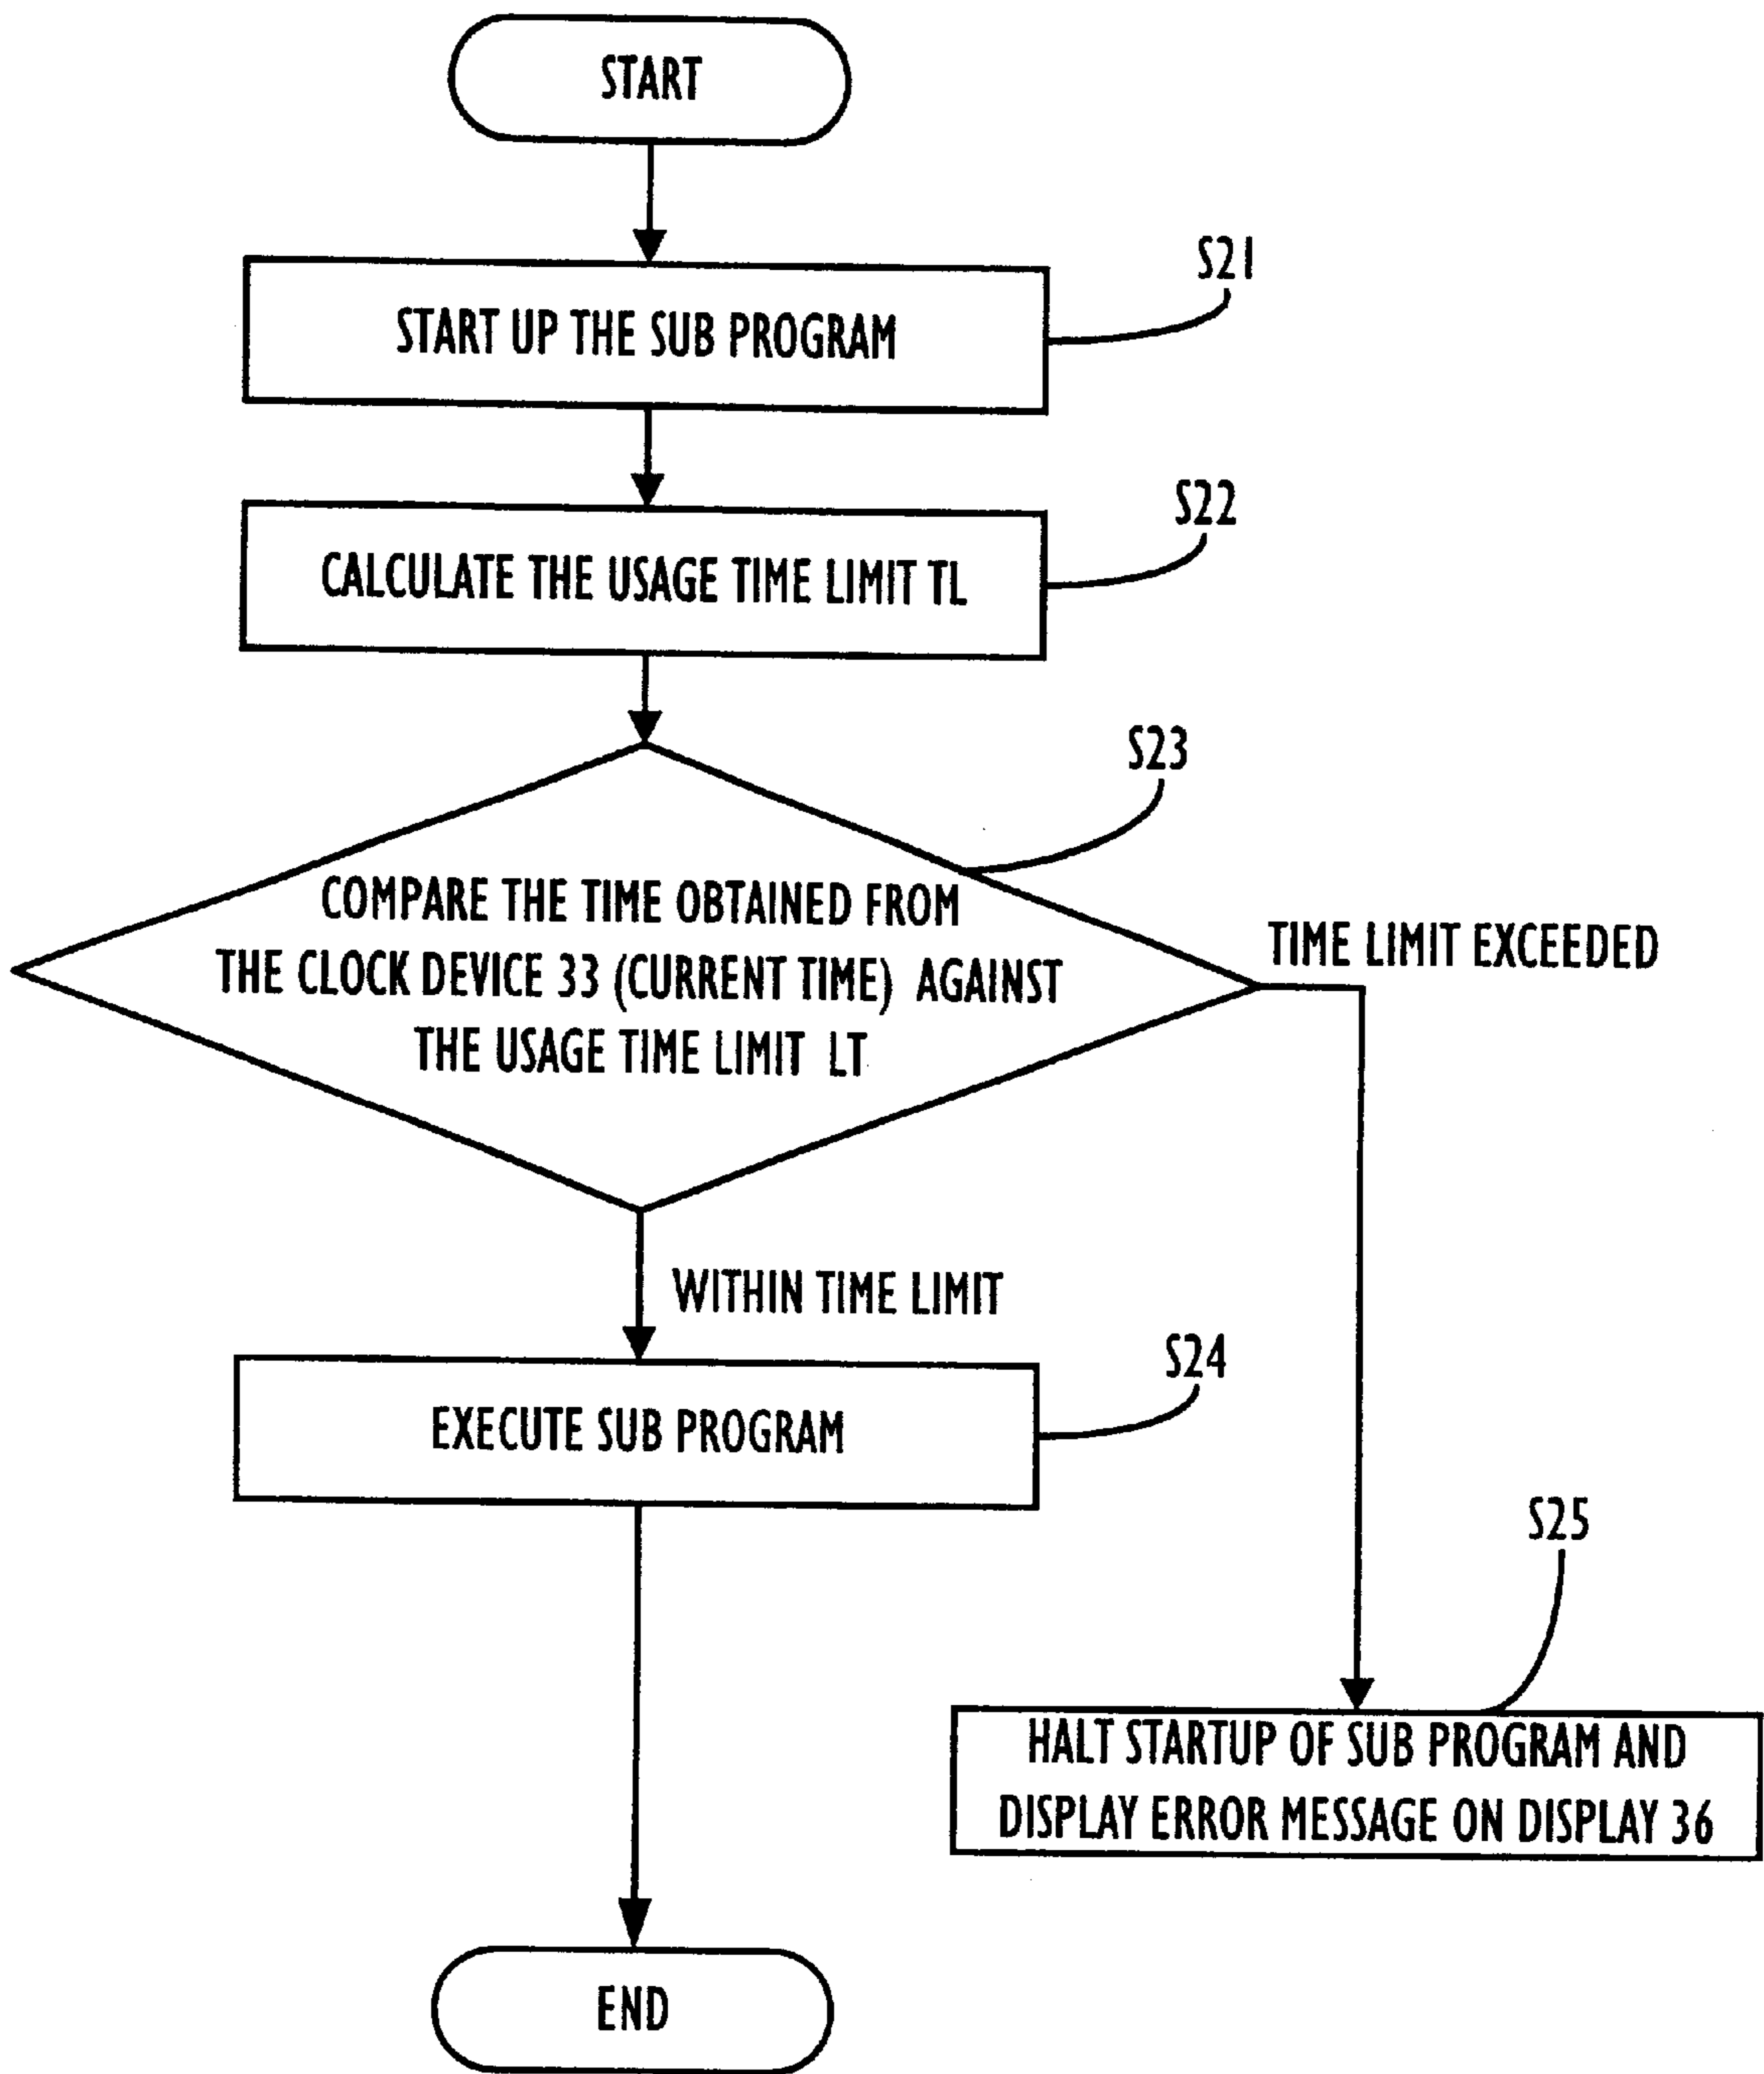 START
S21
START UP THE SUB PROGRAM
S22
CALCULATE THE USAGE TIME LIMIT TL
S23
COMPARE THE TIME OBTAINED FROM
THE CLOCK DEVICE 33 (CURRENT TIME) AGAINST
THE USAGE TIME LIMIT LT
TIME LIMIT EXCEEDED
WITHIN TIME LIMIT
S24
EXECUTE SUB PROGRAM
S25
HALT STARTUP OF SUB PROGRAM AND
DISPLAY ERROR MESSAGE ON DISPLAY 36
END